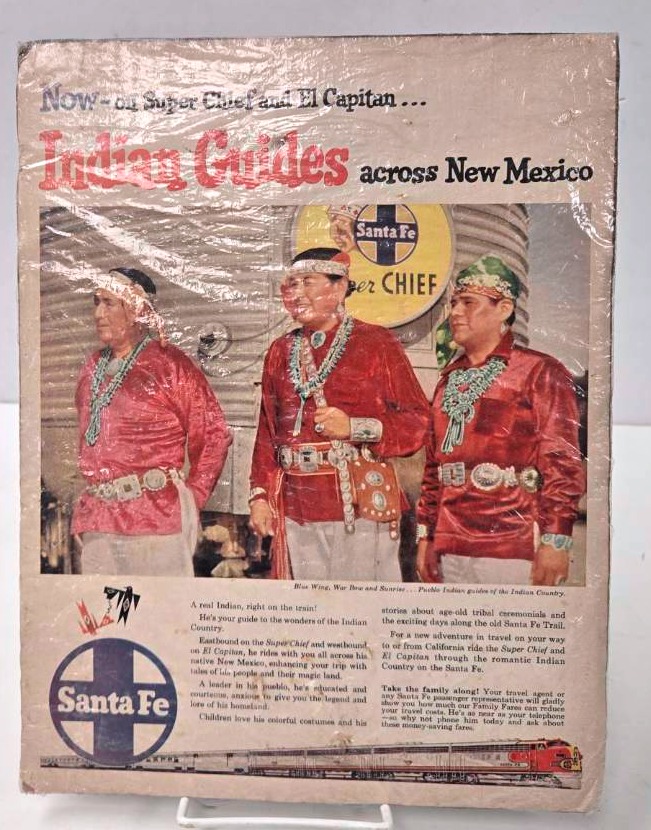 Now - on Super Chief and El Capitan...
Indian Guides across New Mexico
Santa Fe
CHIEF
Blue Wing, War Bow and Sunrise... Pueblo Indian guides of the Indian Country.
A real Indian, right on the train!
He's your guide to the wonders of the Indian
Country.
Eastbound on the Super Chief and westbound
on El Capitan, he rides with you all across his
native New Mexico, enhancing your trip with
tales of his people and their magic land.
A leader in his pueblo, he's educated and
courteous, anxious to give you the legend and
lore of his homeland.
Children love his colorful costumes and his
stories about age-old tribal ceremonials and
the exciting days along the old Santa Fe Trail.
For a new adventure in travel on your way
to or from California ride the Super Chief and
El Capitan through the romantic Indian
Country on the Santa Fe.
Take the family along! Your travel agent or
any Santa Fe passenger representative will gladly
show you how much our Family Fares can reduce
your travel costs. He's as near as your telephone
—so why not phone him today and ask about
these money-saving fares.
Santa Fe